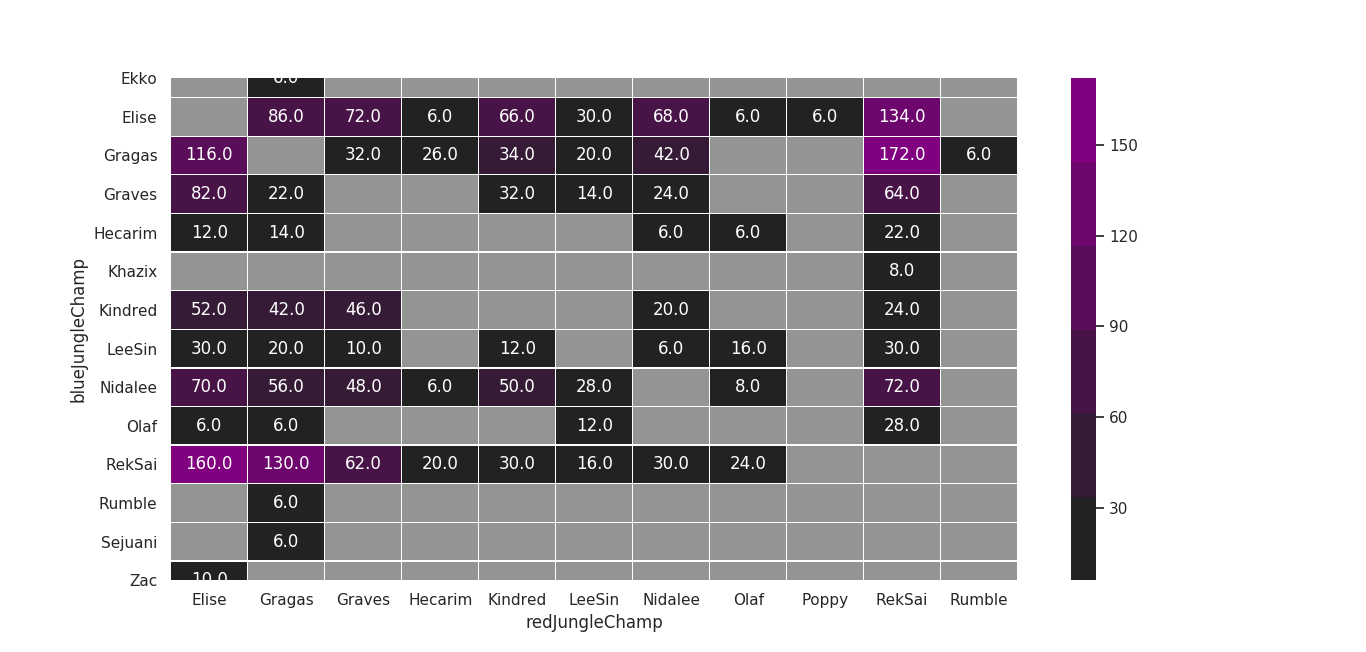 Ekko 6.0
Elise 86.0 72.0 6.0 66.0 30.0 68.0 6.0 6.0 134.0
Gragas 116.0 32.0 26.0 34.0 20.0 42.0 172.0 6.0
Graves 82.0 22.0 32.0 14.0 24.0 64.0
Hecarim 12.0 14.0 6.0 6.0 22.0
Khazix 8.0
Kindred 52.0 42.0 46.0 20.0 24.0
LeeSin 30.0 20.0 10.0 12.0 6.0 16.0 30.0
Nidalee 70.0 56.0 48.0 6.0 50.0 28.0 8.0 72.0
Olaf 6.0 6.0 12.0 28.0
RekSai 160.0 130.0 62.0 20.0 30.0 16.0 30.0 24.0
Rumble 6.0
Sejuani 6.0
Zac 10.0
Elise Gragas Graves Hecarim Kindred LeeSin Nidalee Olaf Poppy RekSai Rumble
redJungleChamp
blueJungleChamp
150
120
90
60
30